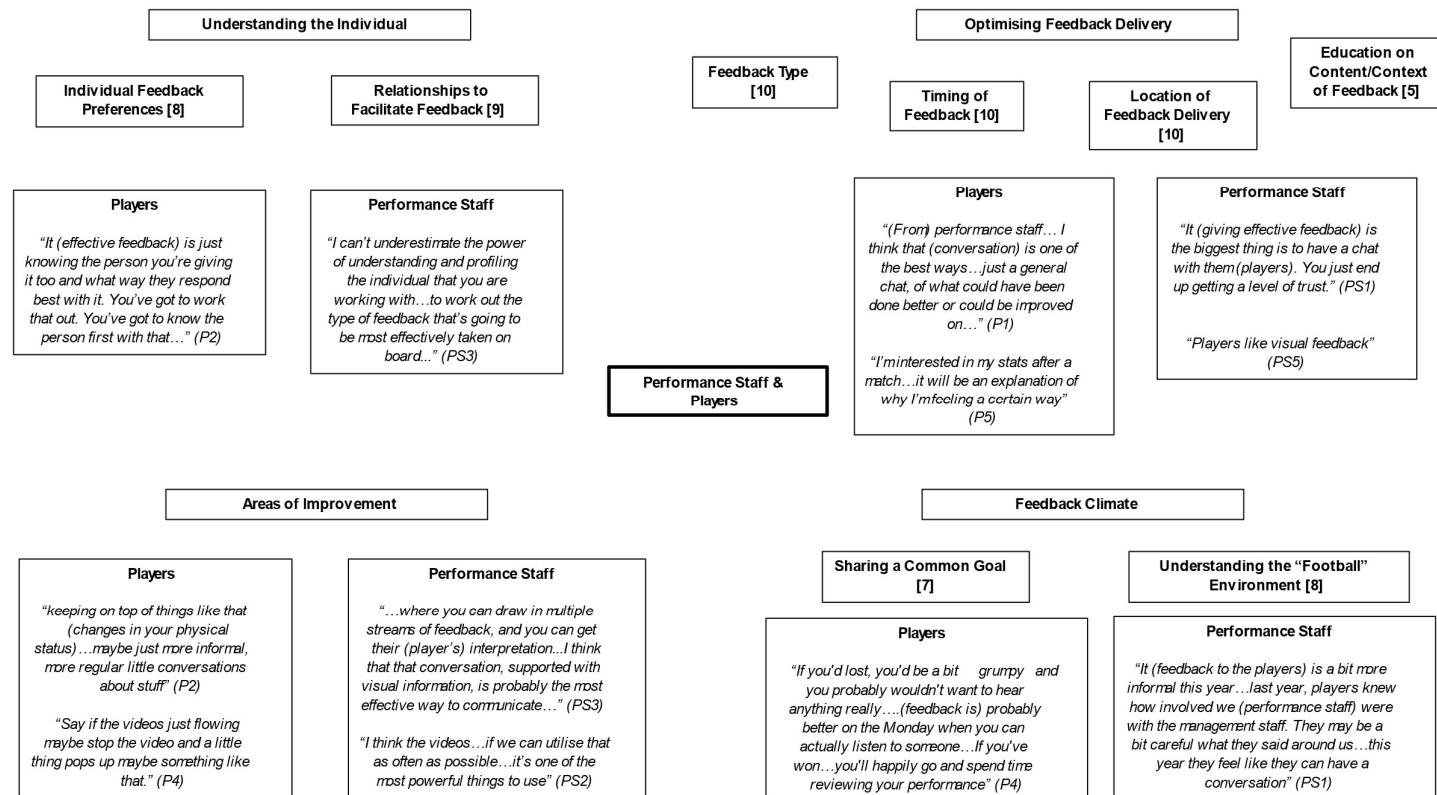 Understanding the Individual
Individual Feedback
Preferences [8]
Relationships to
Facilitate Feedback [9]
Players
“It (effective feedback) is just
knowing the person you’re giving
it too and what way they respond
best with it. You’ve got to work
that out. You’ve got to know the
person first with that…” (P2)
Performance Staff
“I can’t underestimate the power
of understanding and profiling
the individual that you are
working with…to work out the
type of feedback that’s going to
be most effectively taken on
board...” (PS3)
Optimising Feedback Delivery
Feedback Type
[10]
Timing of
Feedback [10]
Location of
Feedback Delivery
[10]
Education on
Content/Context
of Feedback [5]
Players
“(From) performance staff… I
think that (conversation) is one of
the best ways…just a general
chat, of what could have been
done better or could be improved
on…” (P1)
“I’m interested in my stats after a
match…it will be an explanation of
why I’m feeling a certain way”
(P5)
Performance Staff
“It (giving effective feedback) is
the biggest thing is to have a chat
with them (players). You just end
up getting a level of trust.” (PS1)
“Players like visual feedback”
(PS5)
Performance Staff &
Players
Areas of Improvement
Players
“keeping on top of things like that
(changes in your physical
status)…maybe just more informal,
more regular little conversations
about stuff” (P2)
“Say if the videos just flowing
maybe stop the video and a little
thing pops up maybe something like
that.” (P4)
Performance Staff
“…where you can draw in multiple
streams of feedback, and you can get
their (player’s) interpretation...I think
that that conversation, supported with
visual information, is probably the most
effective way to communicate…” (PS3)
“I think the videos…if we can utilise that
as often as possible…it’s one of the
most powerful things to use” (PS2)
Feedback Climate
Sharing a Common Goal
[7]
Understanding the “Football”
Environment [8]
Players
“If you'd lost, you'd be a bit grumpy and
you probably wouldn't want to hear
anything really….(feedback is) probably
better on the Monday when you can
actually listen to someone…If you've
won…you'll happily go and spend time
reviewing your performance” (P4)
Performance Staff
“It (feedback to the players) is a bit more
informal this year…last year, players knew
how involved we (performance staff) were
with the management staff. They may be a
bit careful what they said around us…this
year they feel like they can have a
conversation” (PS1)